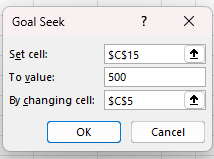 Goal Seek ? ×
Set cell: $C$15
To value: 500
By changing cell: $C$5
OK Cancel